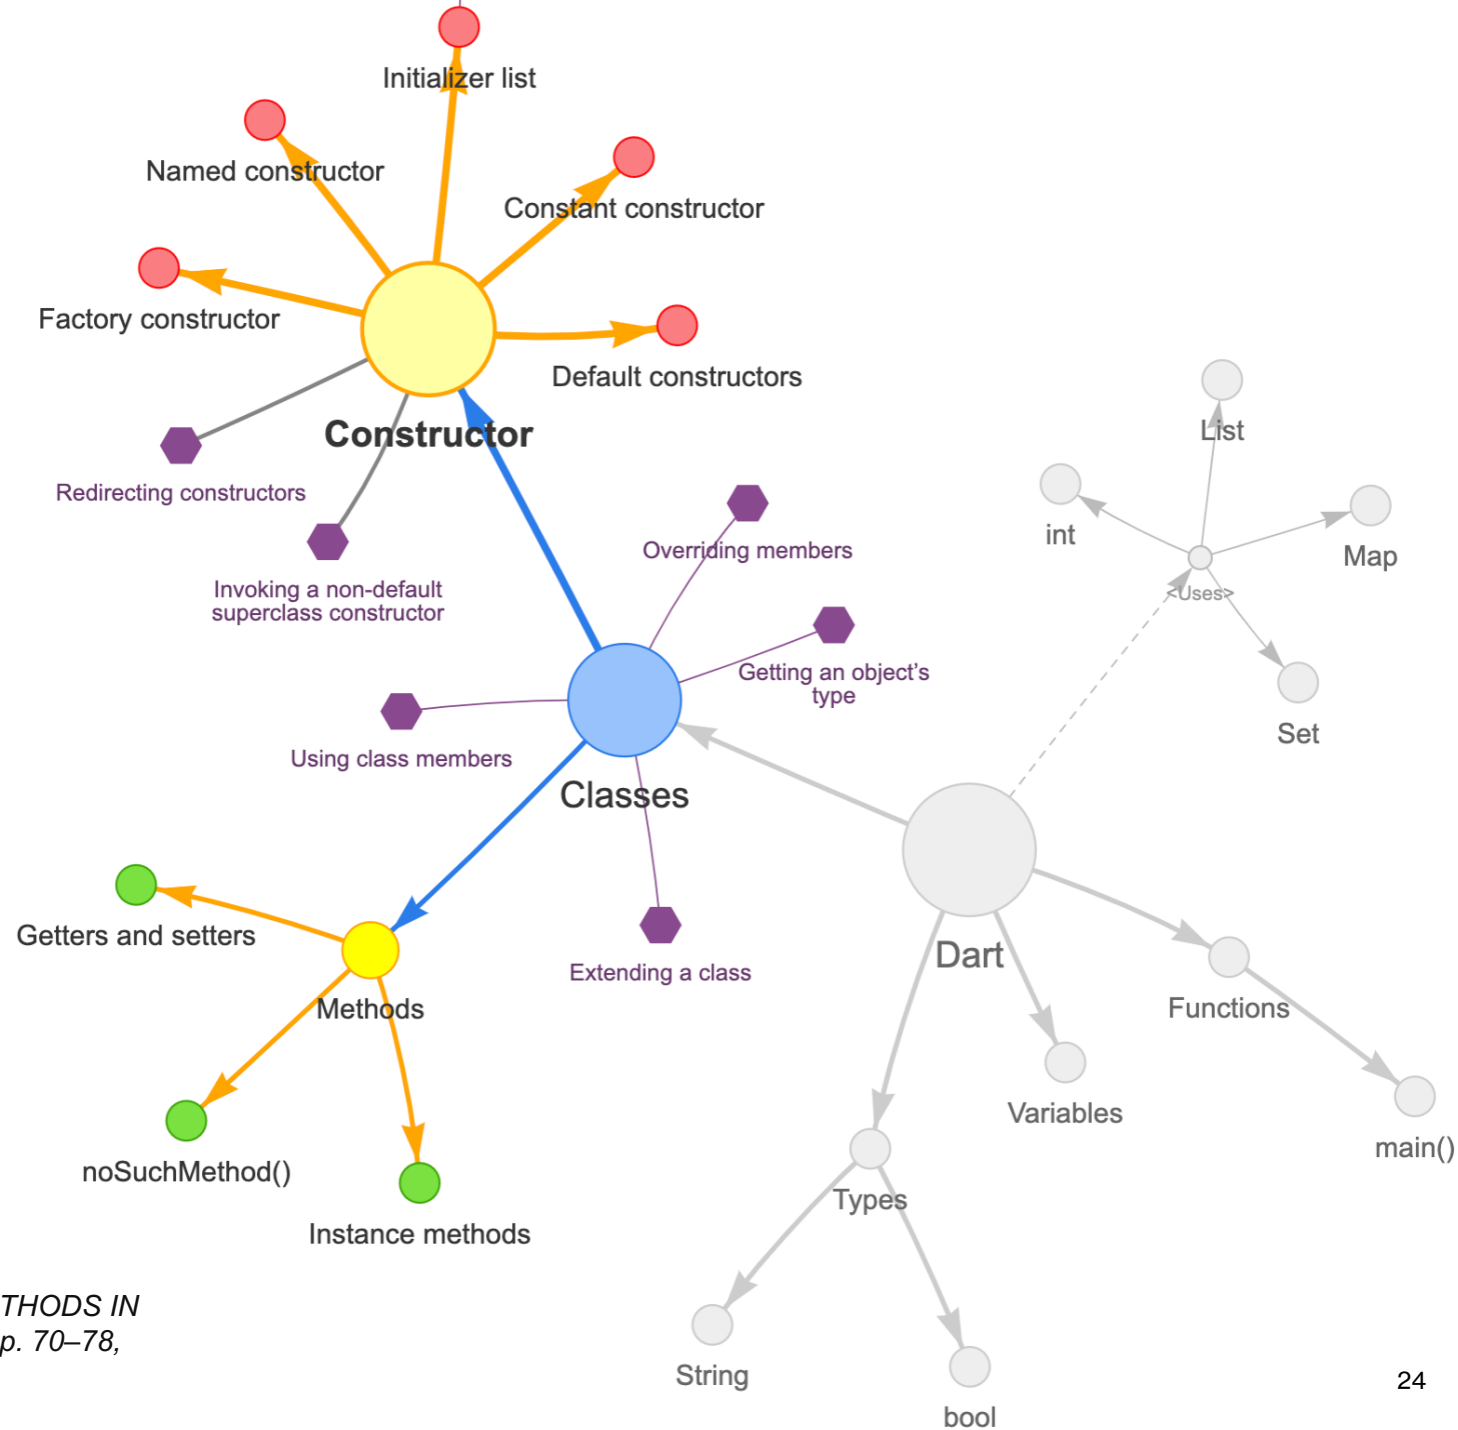 Initializer list
Named constructor
Constant constructor
Factory constructor
Default constructors
Constructor
List
Redirecting constructors
int
Overriding members
Map
Invoking a non-default
superclass constructor
<Uses>
Getting an object’s
type
Set
Using class members
Classes
Getters and setters
Extending a class
Dart
Methods
Functions
Variables
main()
noSuchMethod()
Types
Instance methods
THODS IN
p. 70–78,
String
24
bool